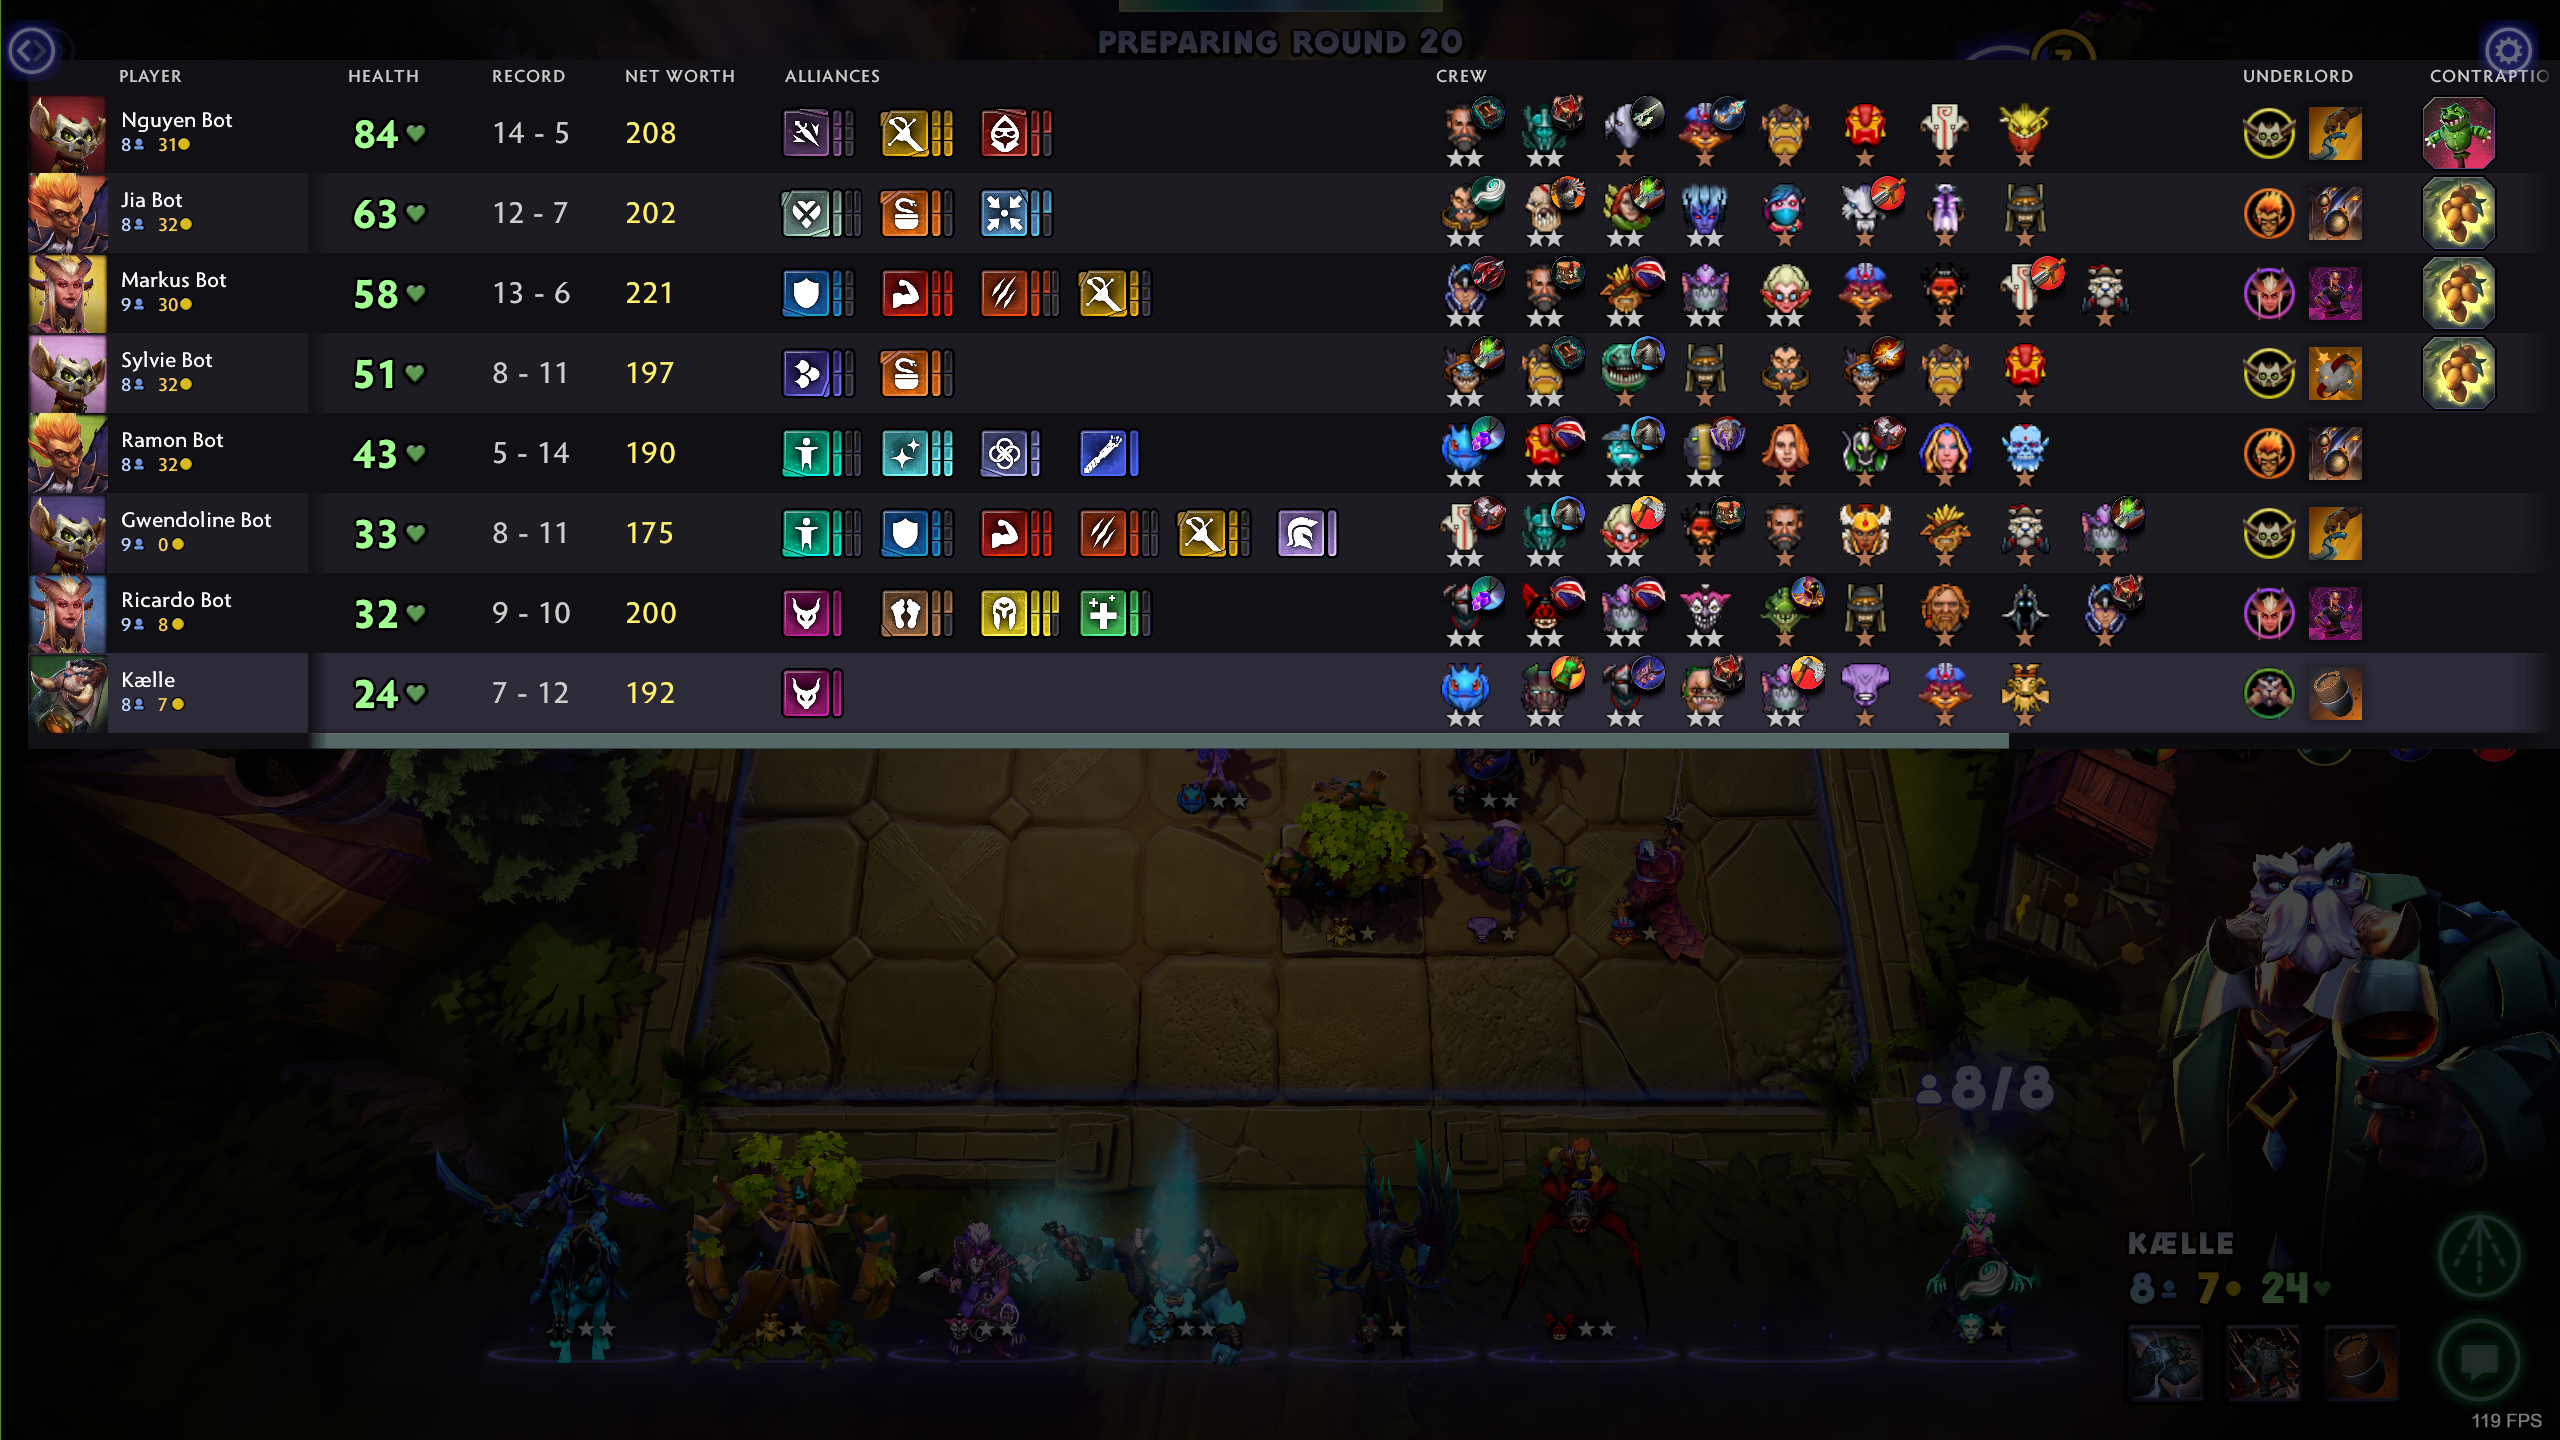 PREPARING ROUND 20
PLAYER HEALTH RECORD NET WORTH ALLIANCES CREW UNDERLORD CONTRAPTIO
Nguyen Bot
8 31
84 14 - 5 208
Jia Bot
8 32
63 12 - 7 202
Markus Bot
9 30
58 13 - 6 221
Sylvie Bot
8 32
51 8 - 11 197
Ramon Bot
8 32
43 5 - 14 190
Gwendoline Bot
9 0
33 8 - 11 175
Ricardo Bot
9 8
32 9 - 10 200
Kælle
8 7
24 7 - 12 192
8/8
KÆLLE
8 7 24
119 FPS